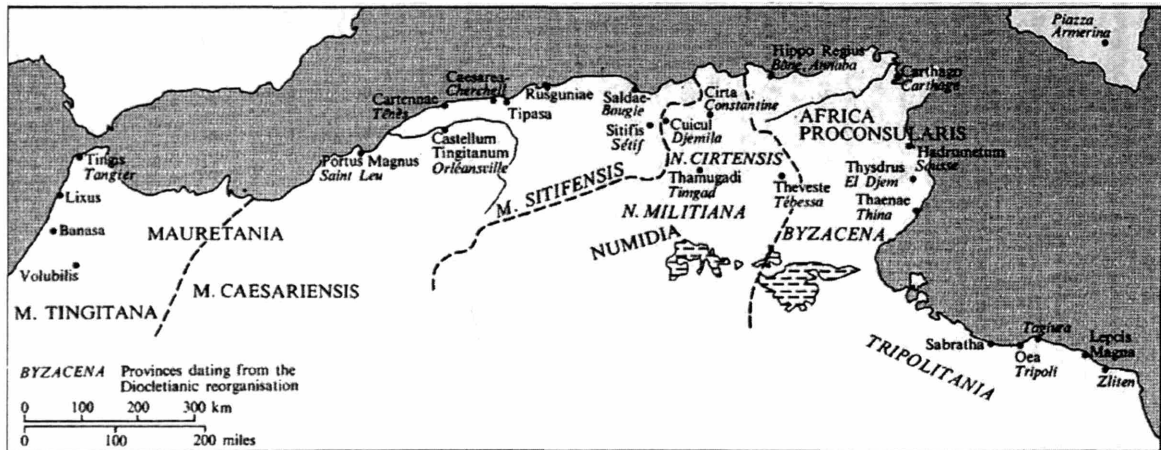 Piazza
Armerina
Hippo Regius
Bône, Annaba
Carthago
Carthage
Caesarea-
Cherchell
Rusguniae
Cartennae
Ténès
Tipasa
Saldae-
Bougie
Cirta
Constantine
AFRICA
PROCONSULARIS
Castellum
Tingitanum
Orléansville
Sitifis
Sétif
Cuicul
Djemila
Hadrumetum
Sousse
Tingis
Tangier
Portus Magnus
Saint Leu
N. CIRTENSIS
Thamugadi
Timgad
Thysdrus
El Djem
Theveste
Tébessa
Thaenae
Thina
Lixus
M. SITIFENSIS
N. MILITIANA
BYZACENA
Banasa
MAURETANIA
NUMIDIA
Volubilis
M. CAESARIENSIS
M. TINGITANA
TRIPOLITANIA
Sabratha
Tagiura
Oea
Tripoli
Lepcis
Magna
Zliten
BYZACENA Provinces dating from the
Diocletianic reorganisation
0 100 200 300 km
0 100 200 miles